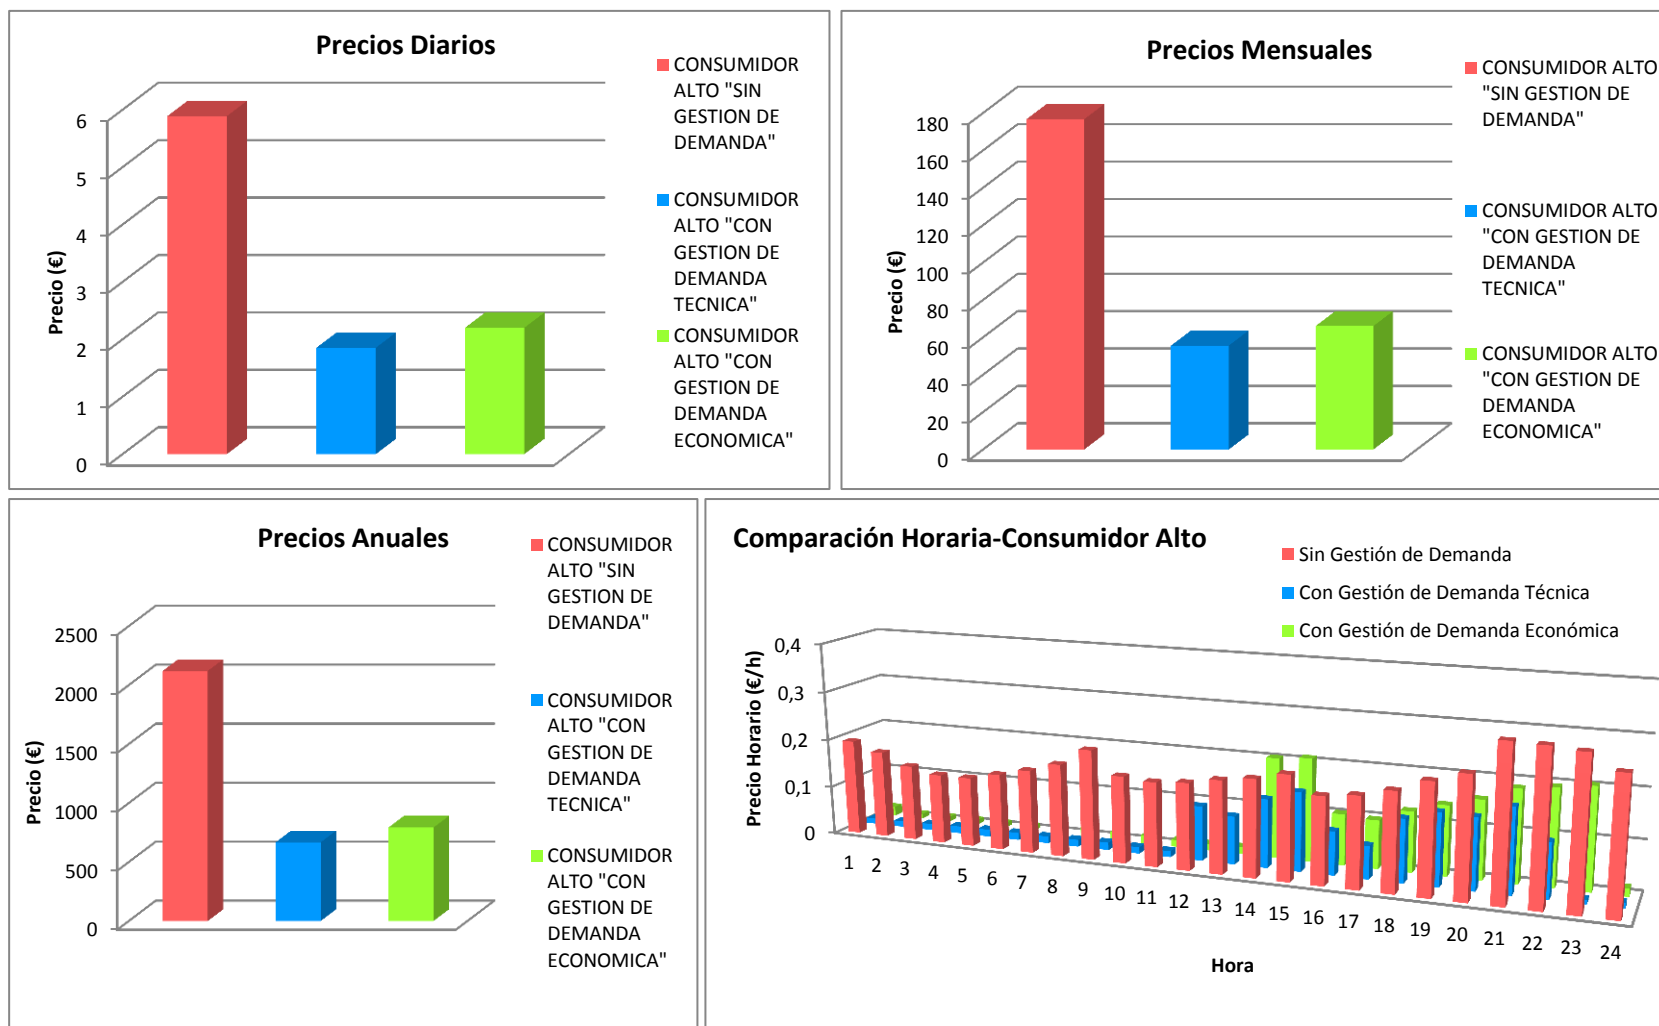 Precios Diarios
Precio (€)
6
5
4
3
2
1
0
CONSUMIDOR
ALTO "SIN
GESTION DE
DEMANDA"
CONSUMIDOR
ALTO "CON
GESTION DE
DEMANDA
TECNICA"
CONSUMIDOR
ALTO "CON
GESTION DE
DEMANDA
ECONOMICA"
Precios Mensuales
Precio (€)
180
160
140
120
100
80
60
40
20
0
CONSUMIDOR ALTO
"SIN GESTION DE
DEMANDA"
CONSUMIDOR ALTO
"CON GESTION DE
DEMANDA
TECNICA"
CONSUMIDOR ALTO
"CON GESTION DE
DEMANDA
ECONOMICA"
Precios Anuales
Precio (€)
2500
2000
1500
1000
500
0
CONSUMIDOR
ALTO "SIN
GESTION DE
DEMANDA"
CONSUMIDOR
ALTO "CON
GESTION DE
DEMANDA
TECNICA"
CONSUMIDOR
ALTO "CON
GESTION DE
DEMANDA
ECONOMICA"
Comparación Horaria-Consumidor Alto
Sin Gestión de Demanda
Con Gestión de Demanda Técnica
Con Gestión de Demanda Económica
Precio Horario (€/h)
0,4
0,3
0,2
0,1
0
1 2 3 4 5 6 7 8 9 10 11 12 13 14 15 16 17 18 19 20 21 22 23 24
Hora